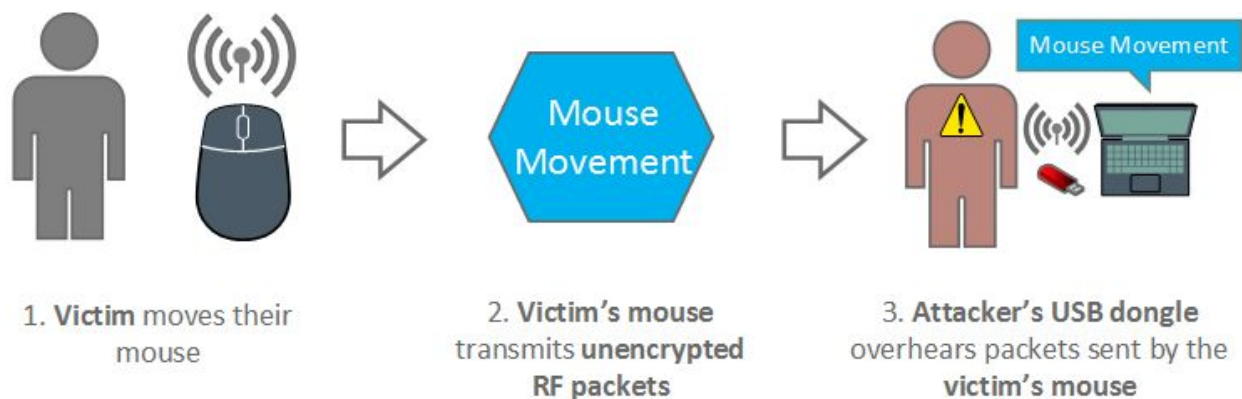 Mouse
Movement
Mouse Movement
1. Victim moves their
mouse
2. Victim’s mouse
transmits unencrypted
RF packets
3. Attacker’s USB dongle
overhears packets sent by the
victim’s mouse